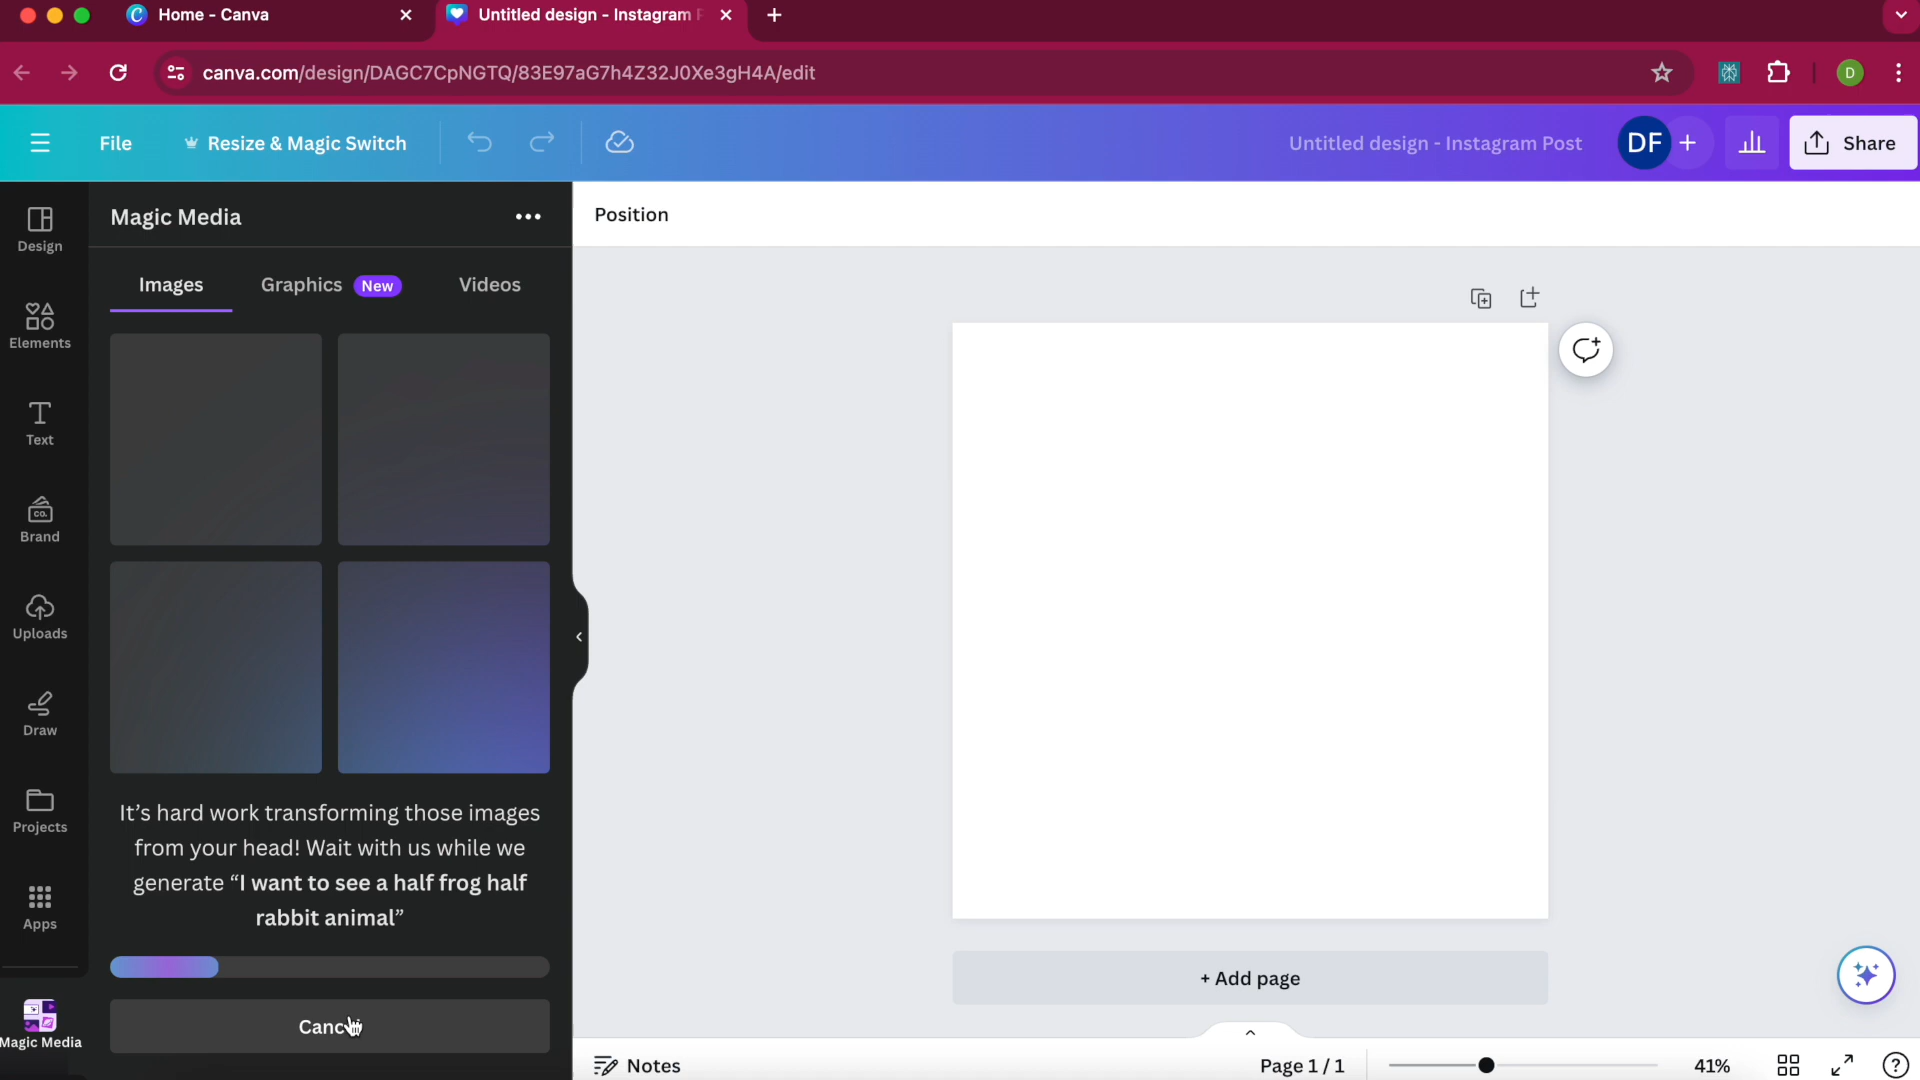 Home - Canva
Untitled design - Instagram P
canva.com/design/DAGC7CpNGTQ/83E97aG7h4Z32J0Xe3gH4A/edit
D
File
Resize & Magic Switch
Untitled design - Instagram Post
DF
Share
Design
Elements
Text
Brand
CO.
Uploads
Draw
Projects
Apps
Magic Media
Magic Media
Images
Graphics New
Videos
It's hard work transforming those images
from your head! Wait with us while we
generate “I want to see a half frog half
rabbit animal”
Cancel
Position
+ Add page
Notes
Page 1 / 1
41%